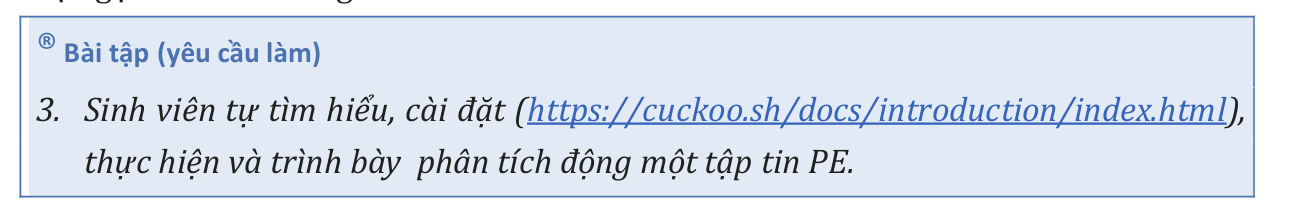 ® Bài tập (yêu cầu làm)
3. Sinh viên tự tìm hiểu, cài đặt (https://cuckoo.sh/docs/introduction/index.html),
thực hiện và trình bày phân tích động một tập tin PE.